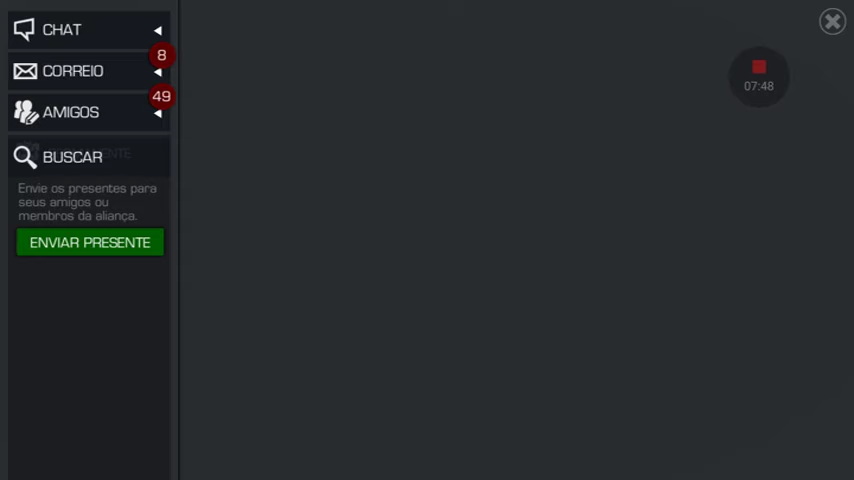 CHAT
8
CORREIO
49
AMIGOS
BUSCAR
Envie os presentes para
seus amigos ou
membros da aliança.
ENVIAR PRESENTE
07:48